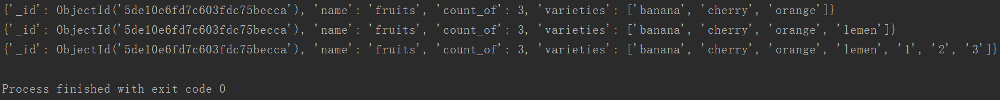 {'_id': ObjectId('5de10e6fd7c603fdc75becca'), 'name': 'fruits', 'count_of': 3, 'varieties': ['banana', 'cherry', 'orange']}
{'_id': ObjectId('5de10e6fd7c603fdc75becca'), 'name': 'fruits', 'count_of': 3, 'varieties': ['banana', 'cherry', 'orange', 'lemen']}
{'_id': ObjectId('5de10e6fd7c603fdc75becca'), 'name': 'fruits', 'count_of': 3, 'varieties': ['banana', 'cherry', 'orange', 'lemen', '1', '2', '3']}
Process finished with exit code 0